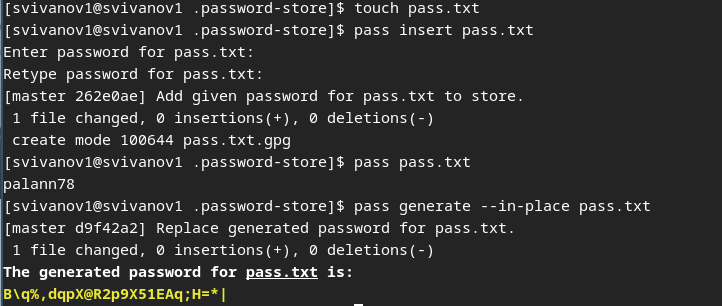 [svivanov1@svivanov1 .password-store]$ touch pass.txt
[svivanov1@svivanov1 .password-store]$ pass insert pass.txt
Enter password for pass.txt:
Retype password for pass.txt:
[master 262e0ae] Add given password for pass.txt to store.
 1 file changed, 0 insertions(+), 0 deletions(-)
 create mode 100644 pass.txt.gpg
[svivanov1@svivanov1 .password-store]$ pass pass.txt
palann78
[svivanov1@svivanov1 .password-store]$ pass generate --in-place pass.txt
[master d9f42a2] Replace generated password for pass.txt.
 1 file changed, 0 insertions(+), 0 deletions(-)
The generated password for pass.txt is:
B\q%,dqpX@R2p9X51EAq;H=*|